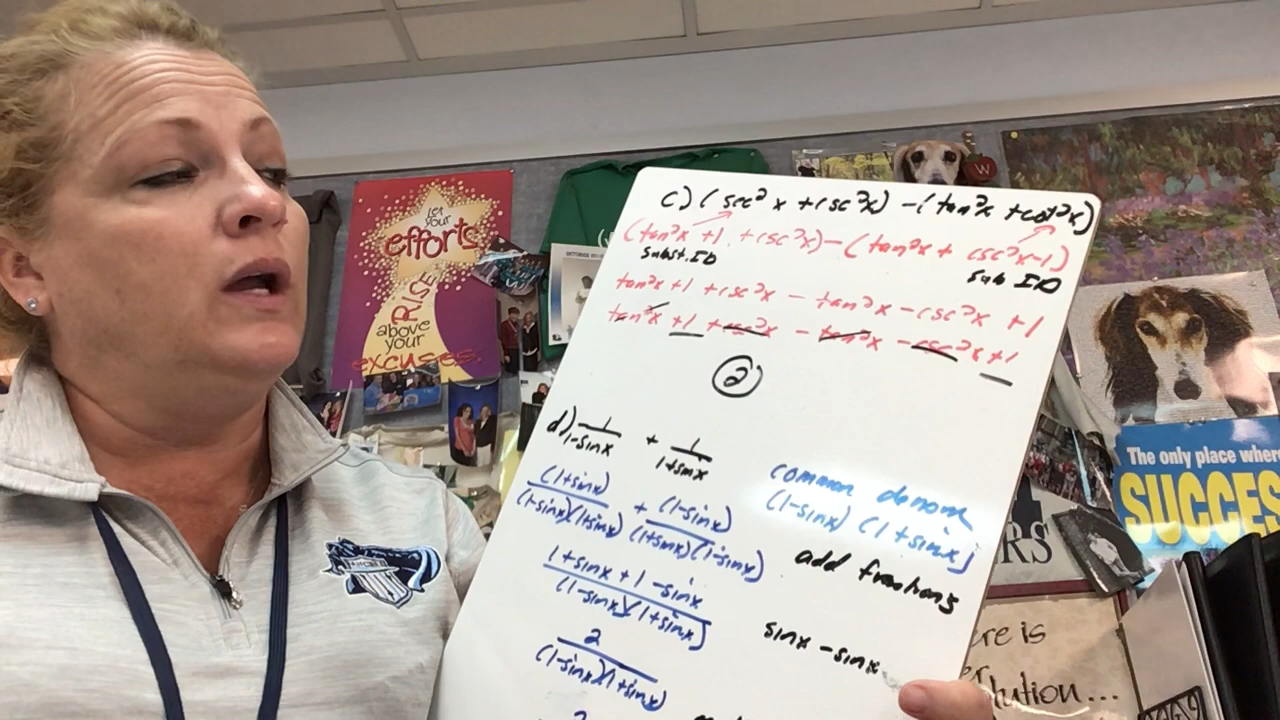 c) (sec²x + csc²x) - (tan²x + cot²x)
(tan²x + 1 + csc²x) - (tan²x + csc²x - 1)
Subst. ID
Sub ID
tan²x + 1 + csc²x - tan²x - csc²x + 1
tan²x + 1 + csc²x - tan²x - csc²x + 1
2
d) 1/1-sinx + 1/1+sinx
(1+sinx)/(1-sinx)(1+sinx) + (1-sinx)/(1+sinx)(1-sinx)
common denom
(1-sinx) (1+sinx)
1+sinx+1-sinx/(1-sinx)(1+sinx)
add fractions
2/(1-sinx)(1+sinx)
sinx - sinx
2
let
your
efforts
RISE
above
your
excuses
W
The only place where
SUCCES
RS
ere is
lution...